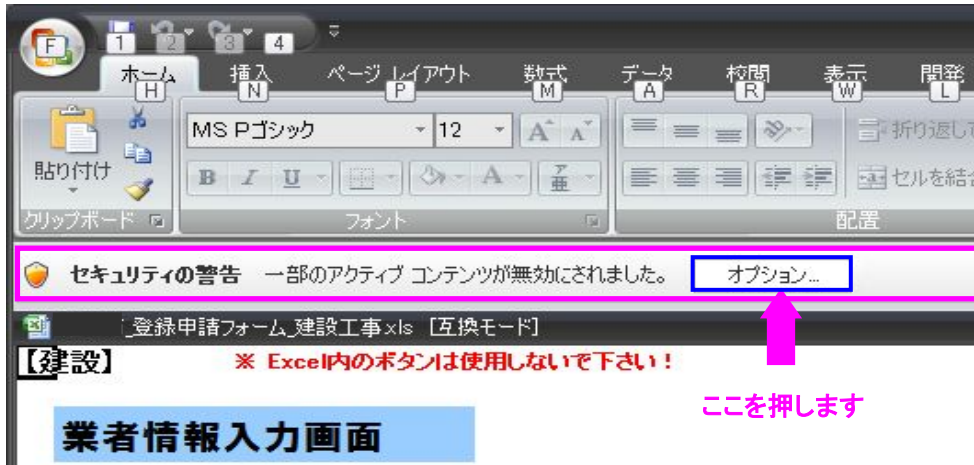 F 1 2 3 4
ホーム 挿入 ページ レイアウト 数式 データ 校閲 表示 開発
H N P M A R W L
MS Pゴシック 12 A A
貼り付け 折り返し
B I U A ア亜 セルを結合
クリップボード フォント 配置
セキュリティの警告 一部のアクティブ コンテンツが無効にされました。 オプション...
_登録申請フォーム_建設工事.xls [互換モード]
【建設】 ※ Excel内のボタンは使用しないで下さい!
ここを押します
業者情報入力画面